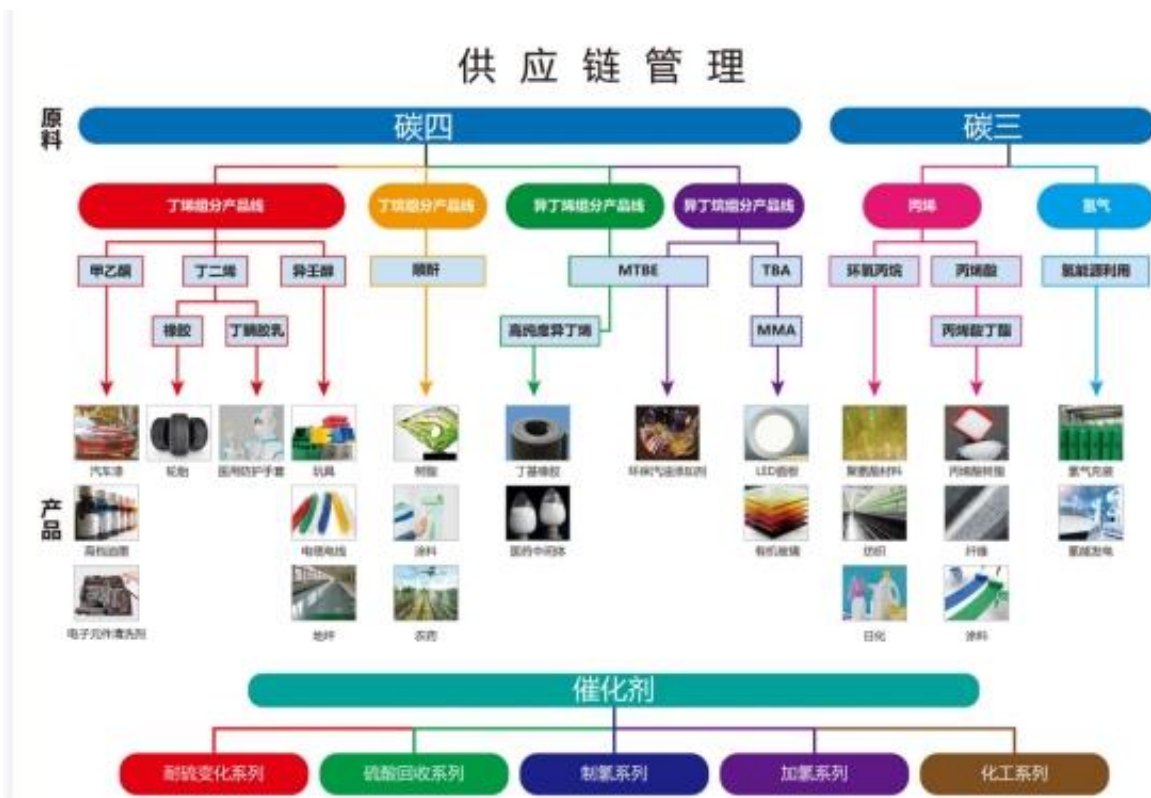 供应链管理
原料
碳四
碳三
丁烯组分产品线
丁烷组分产品线
异丁烯组分产品线
异丁烷组分产品线
丙烯
氢气
甲乙酮
丁二烯
异壬醇
顺酐
MTBE
TBA
环氧丙烷
丙烯酸
氢能源利用
橡胶
丁腈胶乳
高纯度异丁烯
MMA
丙烯酸丁酯
汽车漆
轮胎
医用防护手套
玩具
树脂
丁基橡胶
环保汽油添加剂
LED面板
聚氨酯材料
丙烯酸树脂
氢气充装
产品
高档油墨
电缆电线
涂料
医药中间体
有机玻璃
纺织
纤维
氢能发电
电子元件清洗剂
地坪
农药
日化
涂料
催化剂
耐硫变化系列
硫酸回收系列
制氢系列
加氢系列
化工系列